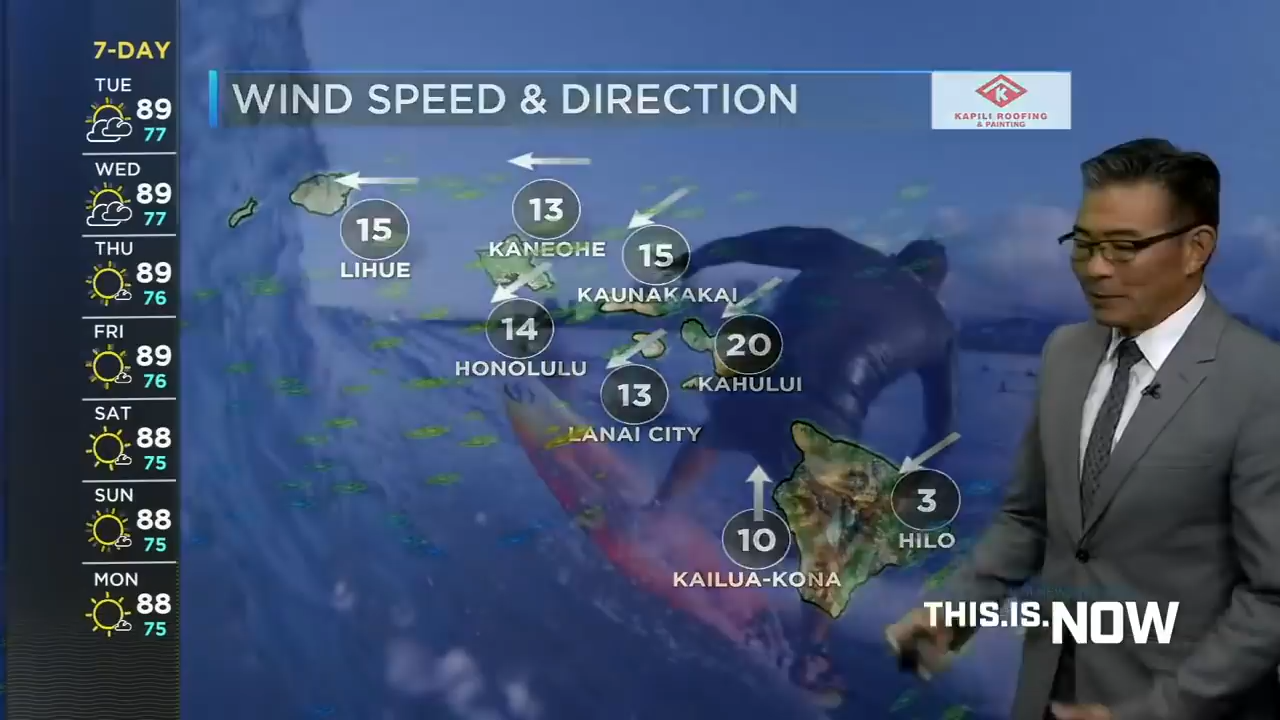 7-DAY
TUE
89
77
WED
89
77
THU
89
76
FRI
89
76
SAT
88
75
SUN
88
75
MON
88
75
WIND SPEED & DIRECTION
K
KAPILI ROOFING
& PAINTING
15
LIHUE
13
KANEOHE
15
KAUNAKAKAI
14
HONOLULU
20
KAHULUI
13
LANAI CITY
3
HILO
10
KAILUA-KONA
THIS.IS.NOW